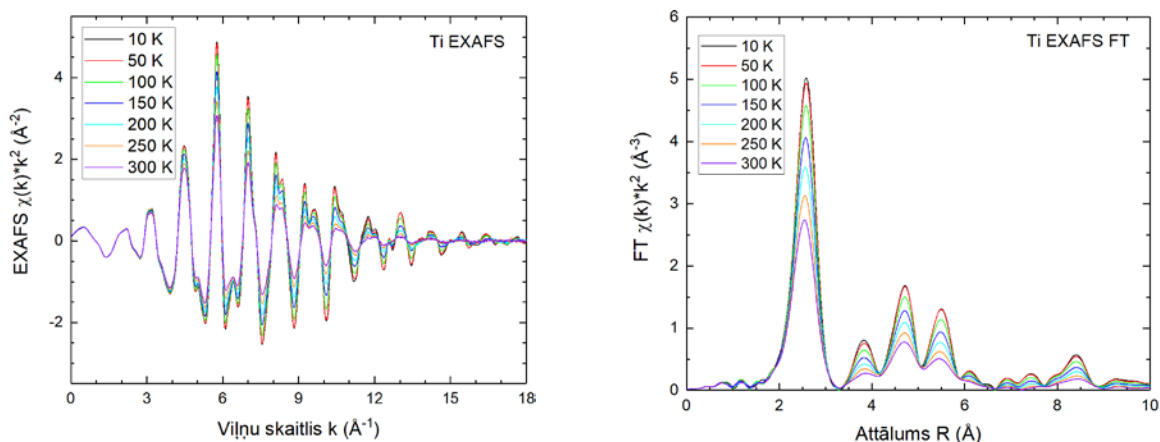 EXAFS χ(k)*k² (Å⁻²)
4
2
0
-2
10 K
50 K
100 K
150 K
200 K
250 K
300 K
Ti EXAFS
0 3 6 9 12 15 18
Viļņu skaitlis k (Å⁻¹)
FT χ(k)*k² (Å⁻³)
6
5
4
3
2
1
0
10 K
50 K
100 K
150 K
200 K
250 K
300 K
Ti EXAFS FT
0 2 4 6 8 10
Attālums R (Å)